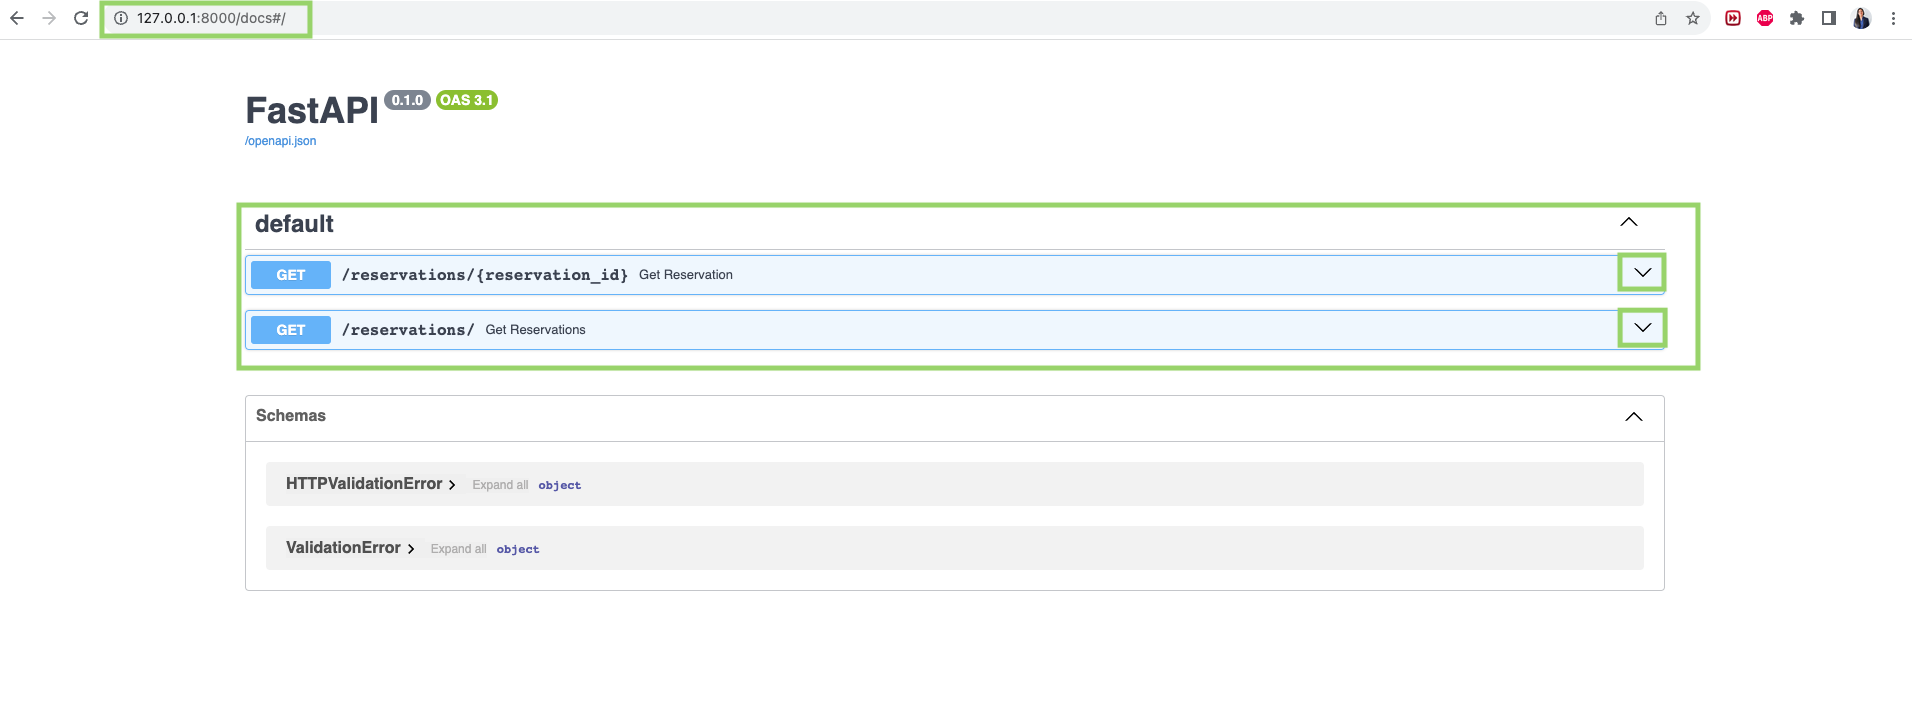 127.0.0.1:8000/docs#/
ABP
FastAPI 0.1.0 OAS 3.1
/openapi.json
default
GET /reservations/{reservation_id} Get Reservation
GET /reservations/ Get Reservations
Schemas
HTTPValidationError Expand all object
ValidationError Expand all object